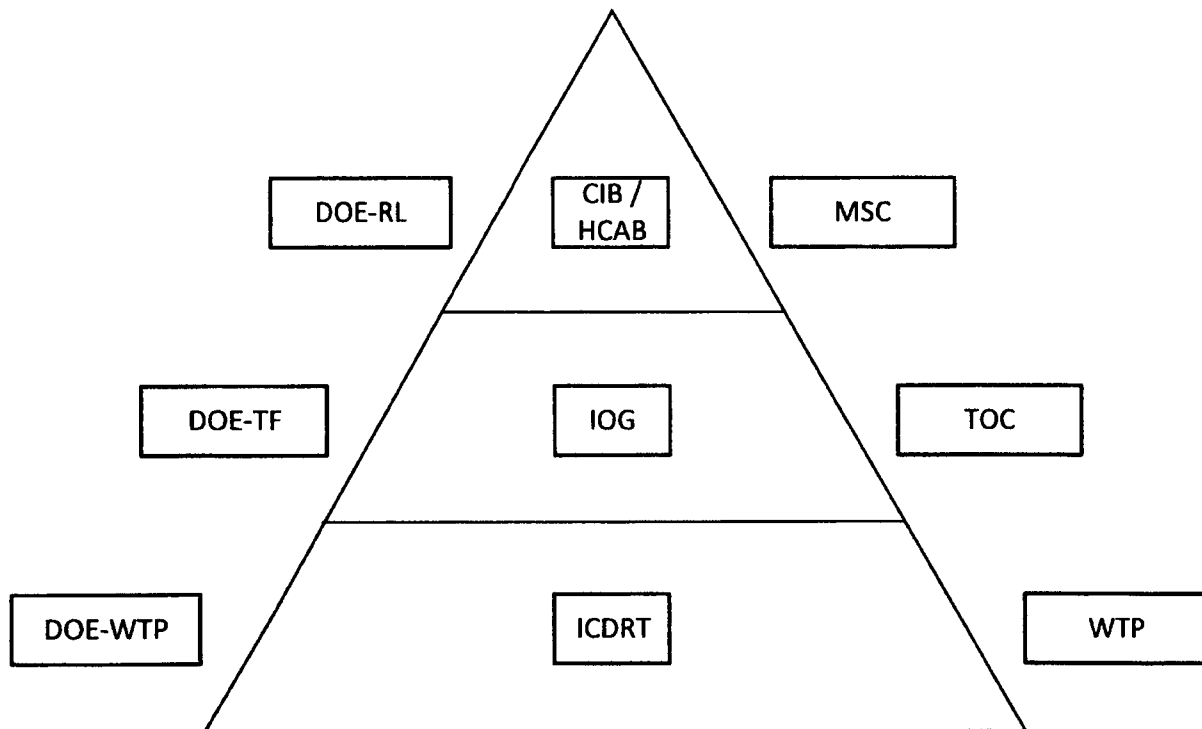 DOE-RL
CIB /
HCAB
MSC
DOE-TF
IOG
TOC
DOE-WTP
ICDRT
WTP